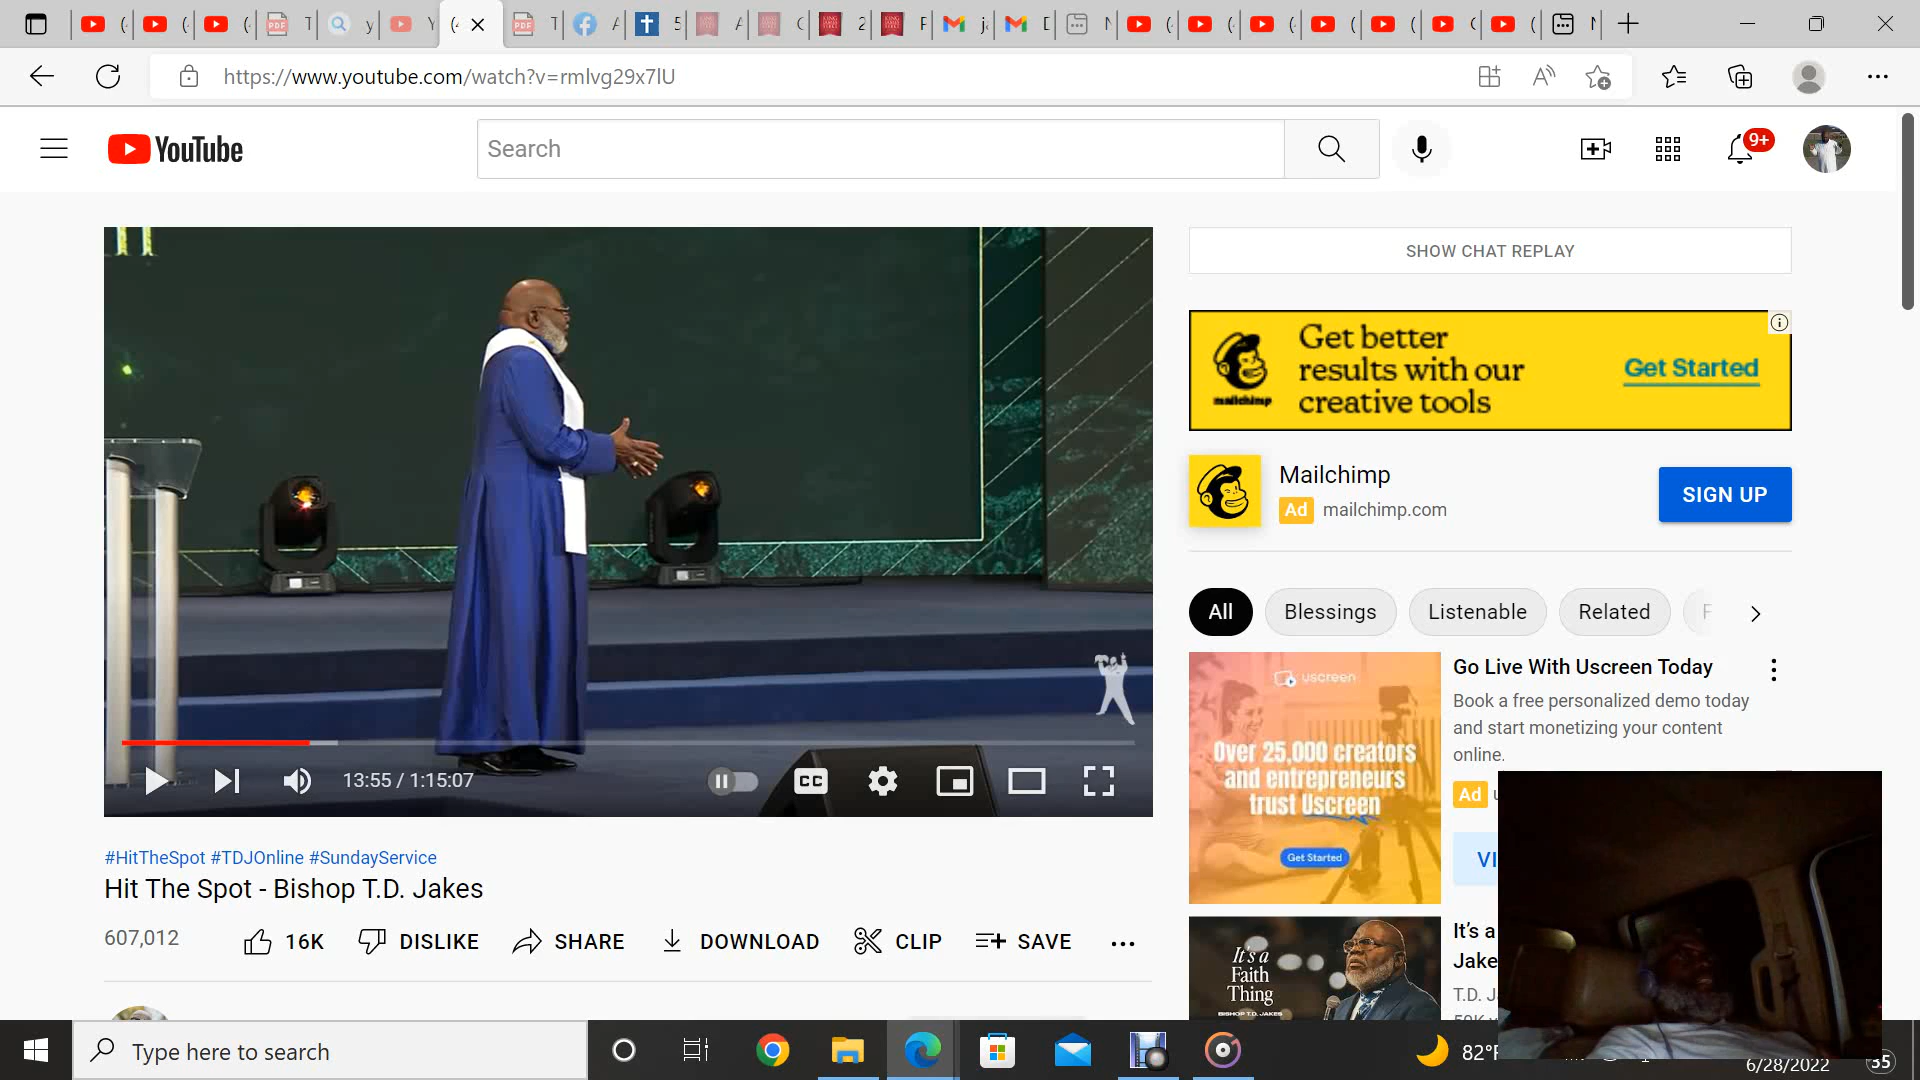 https://www.youtube.com/watch?v=rmlvg29x7lU
YouTube
Search
9+
SHOW CHAT REPLAY
Get better
results with our
creative tools
Get Started
mailchimp
Mailchimp
Ad mailchimp.com
SIGN UP
All
Blessings
Listenable
Related
uscreen
Over 25,000 creators
and entrepreneurs
trust Uscreen
Get Started
Go Live With Uscreen Today
Book a free personalized demo today
and start monetizing your content
online.
Ad
13:55 / 1:15:07
CC
#HitTheSpot #TDJOnline #SundayService
Hit The Spot - Bishop T.D. Jakes
607,012
16K
DISLIKE
SHARE
DOWNLOAD
CLIP
SAVE
It's a
Faith
Thing
BISHOP T.D. JAKES
It's a
Jake
T.D. J
Type here to search
82°F
6/28/2022
35